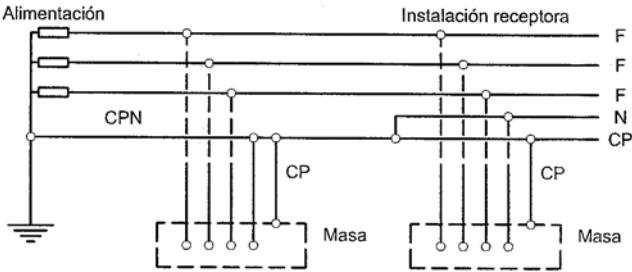 Alimentación
Instalación receptora
F
F
F
N
CPN
CP
CP
CP
Masa
Masa